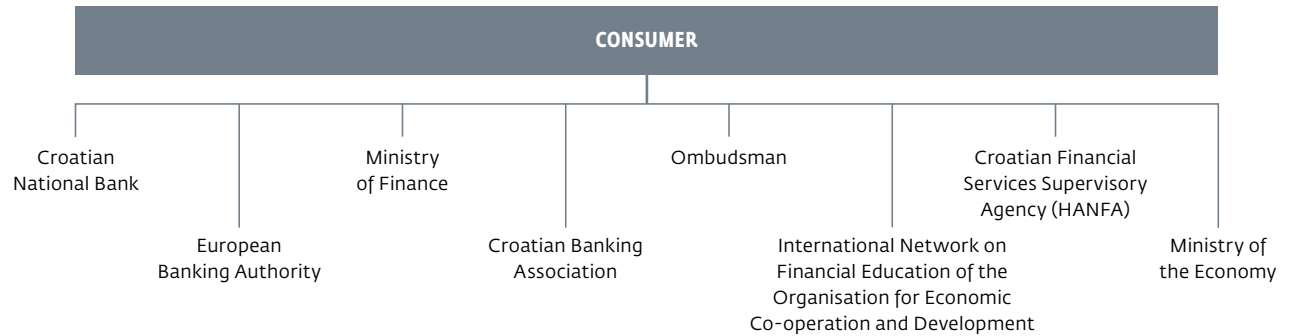 CONSUMER
Croatian
National Bank
European
Banking Authority
Ministry
of Finance
Croatian Banking
Association
Ombudsman
International Network on
Financial Education of the
Organisation for Economic
Co-operation and Development
Croatian Financial
Services Supervisory
Agency (HANFA)
Ministry of
the Economy